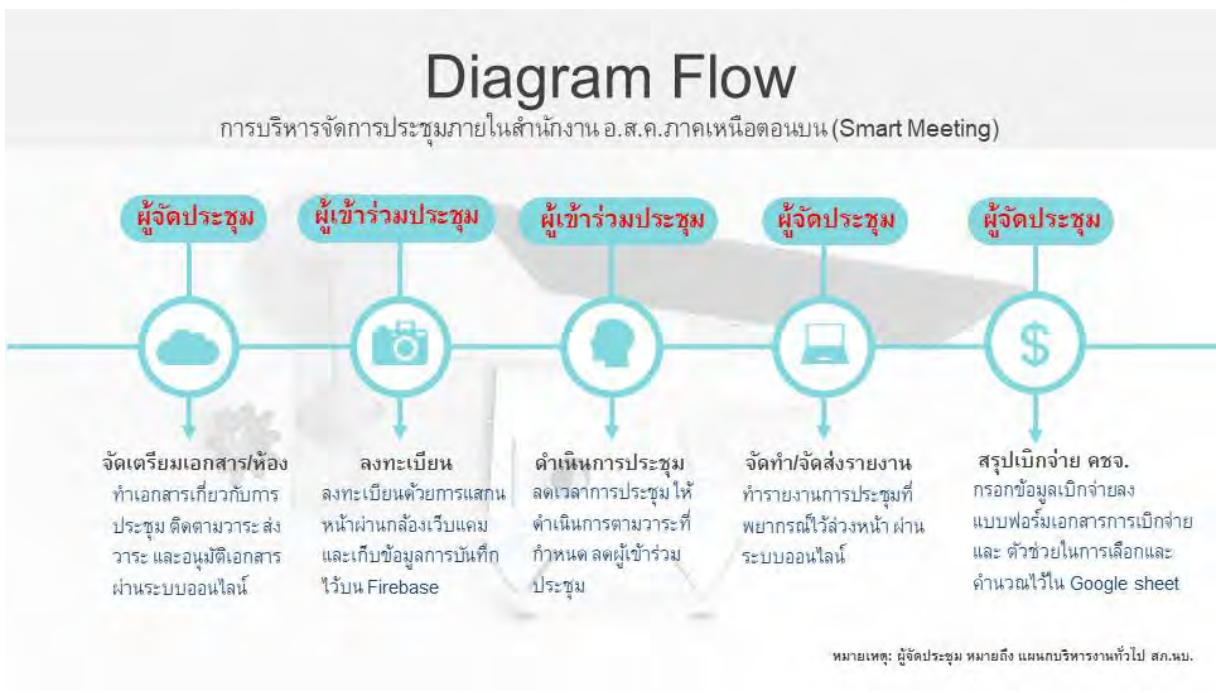 Diagram Flow
การบริหารจัดการประชุมภายในสำนักงาน อ.ส.ค.ภาคเหนือตอนบน (Smart Meeting)
ผู้จัดประชุม
ผู้เข้าร่วมประชุม
ผู้เข้าร่วมประชุม
ผู้จัดประชุม
ผู้จัดประชุม
$
จัดเตรียมเอกสาร/ห้อง
ทำเอกสารเกี่ยวกับการ
ประชุม ติดตามวาระ ส่ง
วาระ และอนุมัติเอกสาร
ผ่านระบบออนไลน์
ลงทะเบียน
ลงทะเบียนด้วยการแสกน
หน้าผ่านกล้องเว็บแคม
และเก็บข้อมูลการบันทึก
ไว้บน Firebase
ดำเนินการประชุม
ลดเวลาการประชุม ให้
ดำเนินการตามวาระที่
กำหนด ลดผู้เข้าร่วม
ประชุม
จัดทำ/จัดส่งรายงาน
ทำรายงานการประชุมที่
พยากรณ์ไว้ล่วงหน้า ผ่าน
ระบบออนไลน์
สรุปเบิกจ่าย คชจ.
กรอกข้อมูลเบิกจ่ายลง
แบบฟอร์มเอกสารการเบิกจ่าย
และ ตัวช่วยในการเลือกและ
คำนวณไว้ใน Google sheet
หมายเหตุ: ผู้จัดประชุม หมายถึง แผนกบริหารงานทั่วไป สภ.นบ.